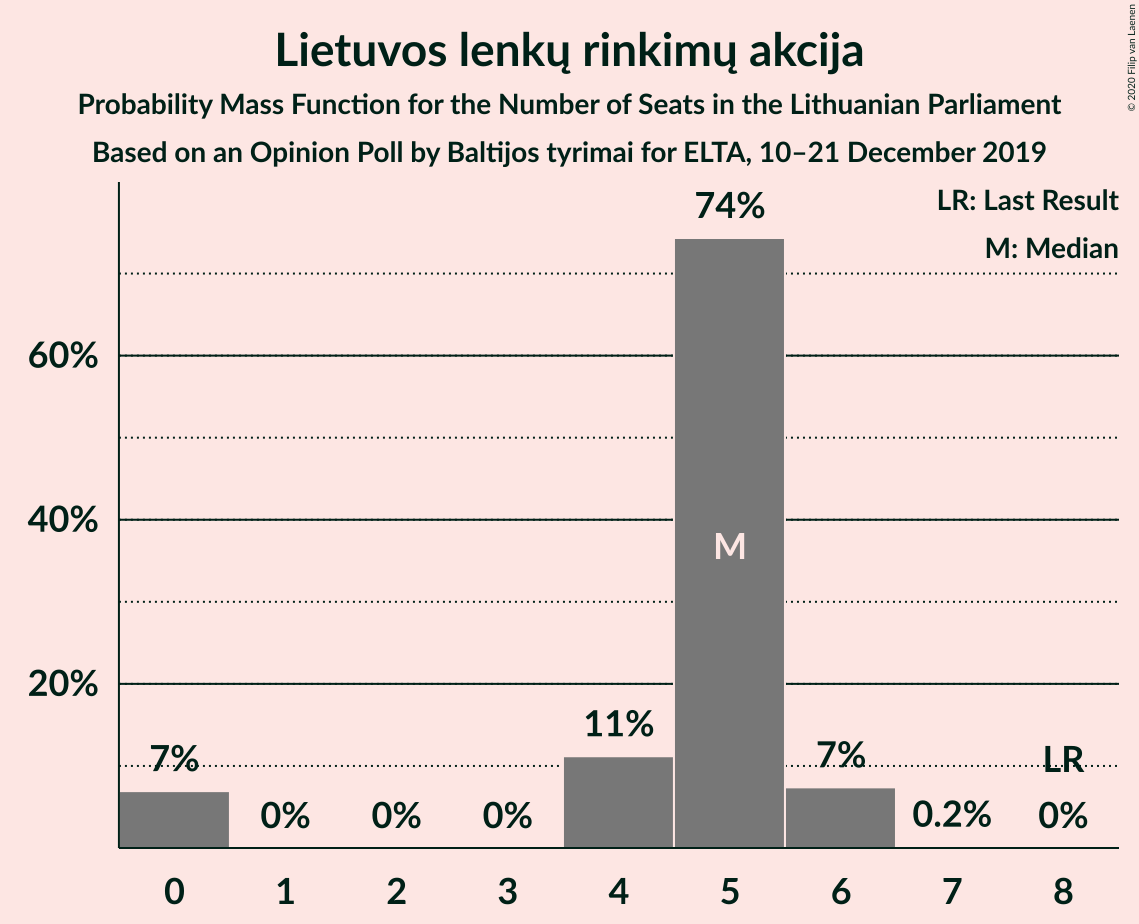 Lietuvos lenkų rinkimų akcija
Probability Mass Function for the Number of Seats in the Lithuanian Parliament
Based on an Opinion Poll by Baltijos tyrimai for ELTA, 10–21 December 2019
© 2020 Filip van Laenen
LR: Last Result
M: Median
74%
60%
40%
M
20%
11%
7%
7%
LR
0%
0%
0%
0.2%
0%
0 1 2 3 4 5 6 7 8